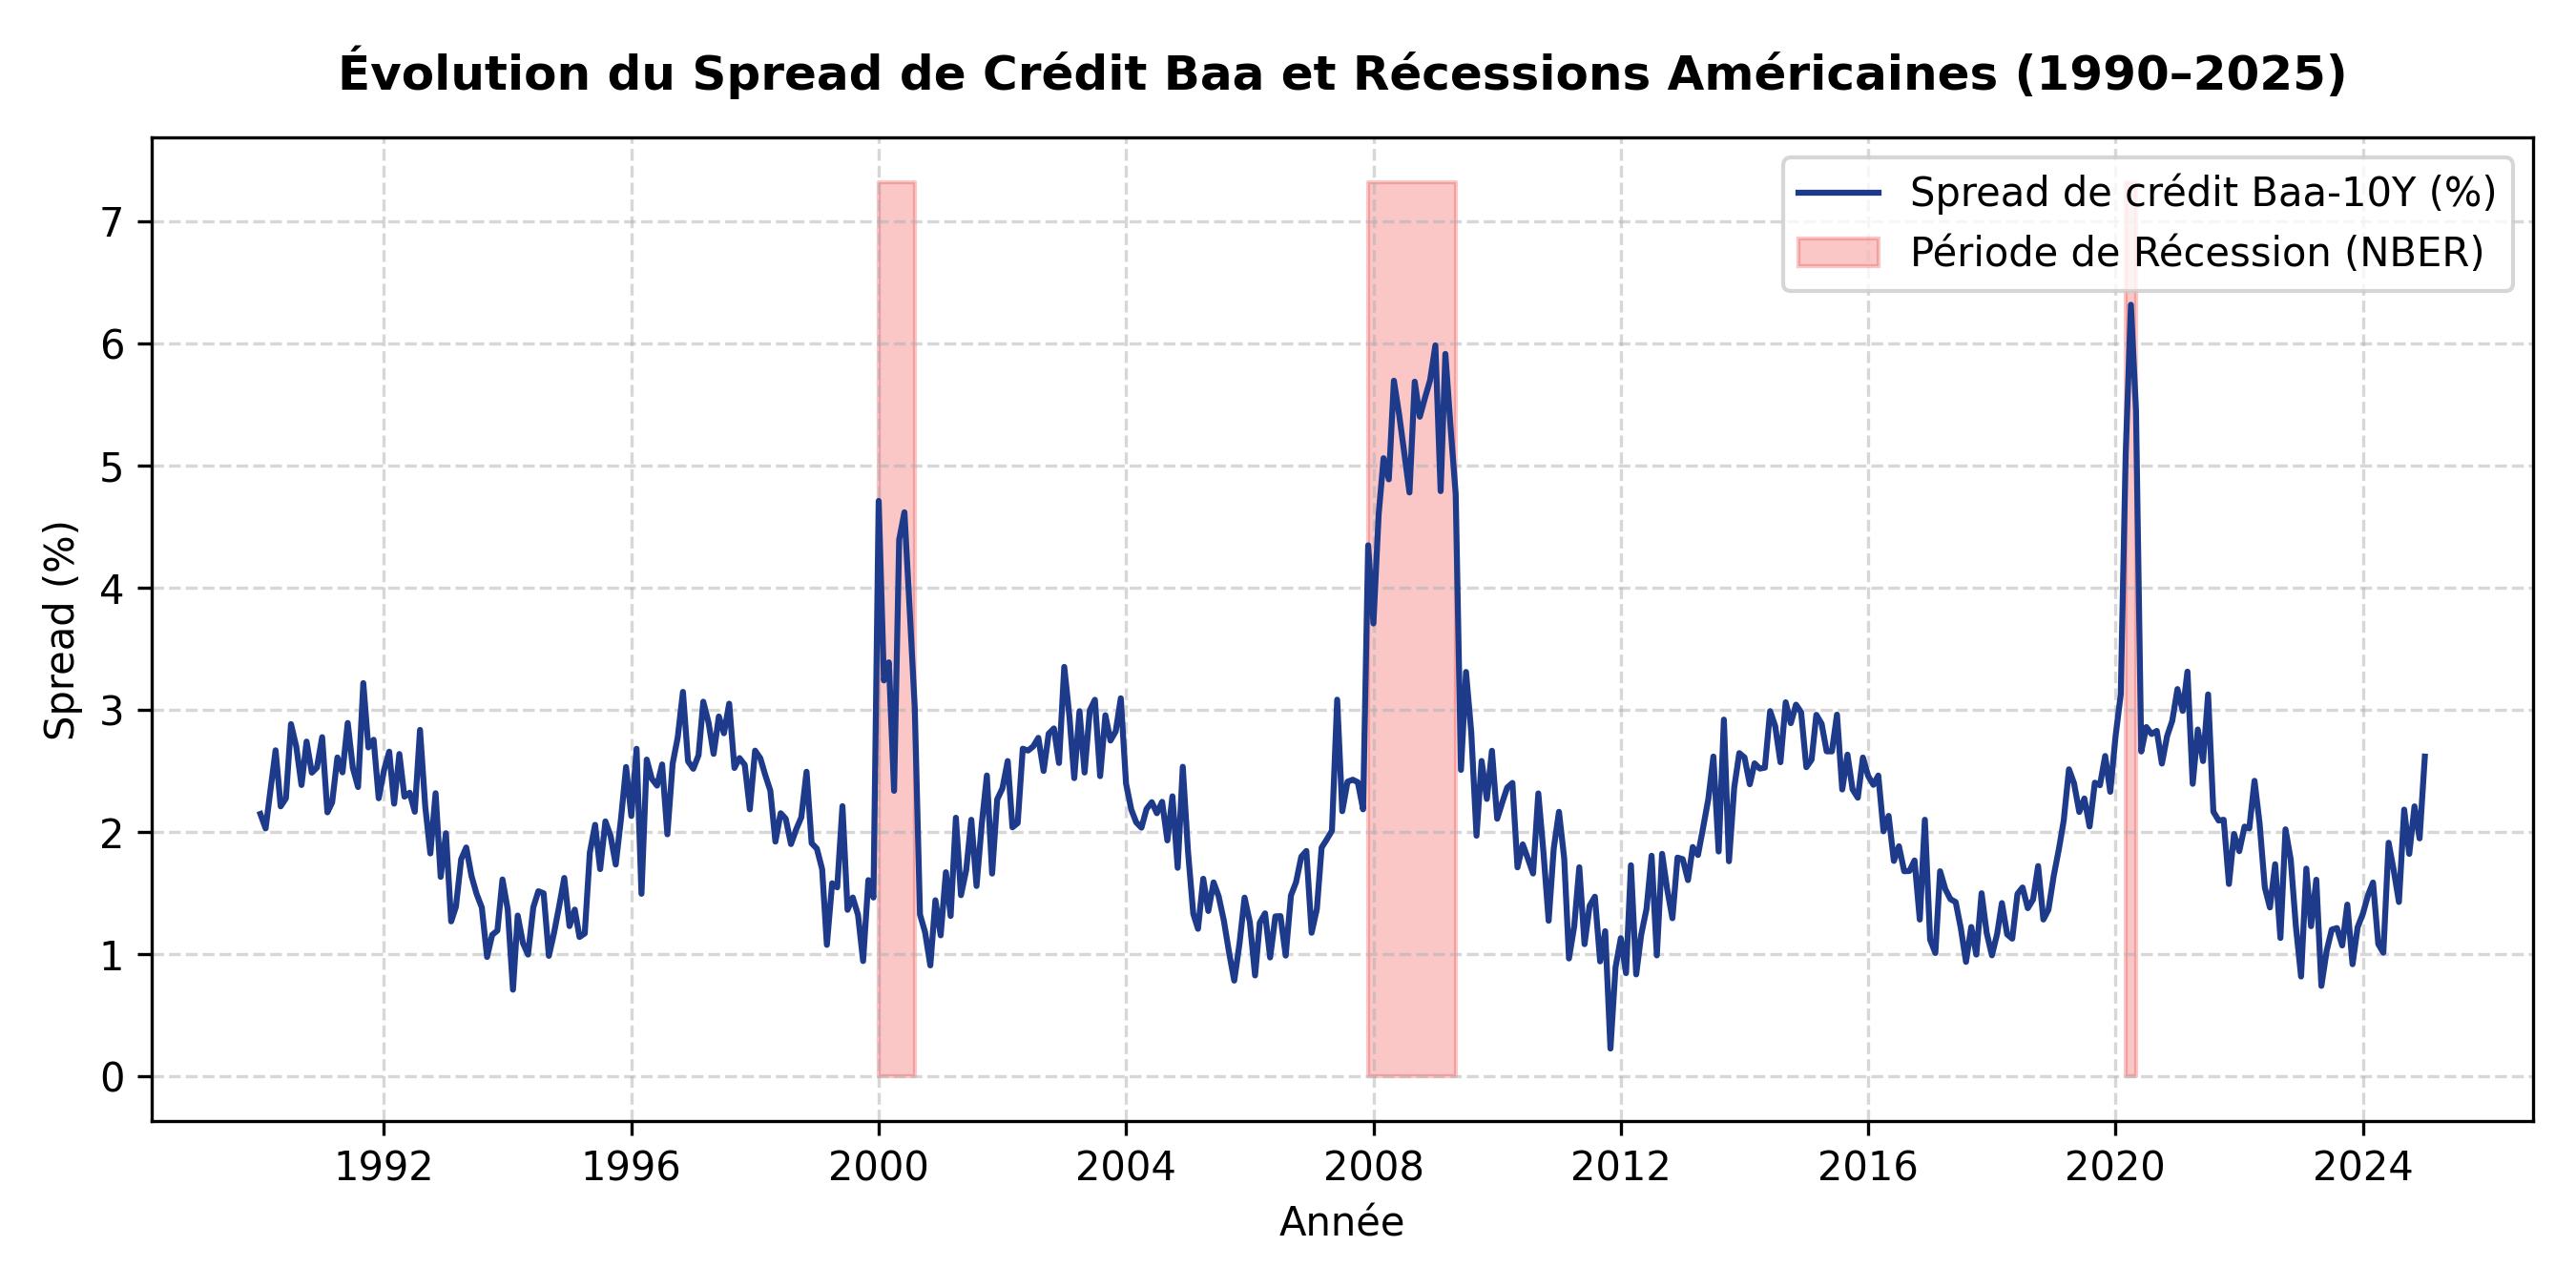 Évolution du Spread de Crédit Baa et Récessions Américaines (1990–2025)
Spread de crédit Baa-10Y (%)
Période de Récession (NBER)
Spread (%)
7
6
5
4
3
2
1
0
1992 1996 2000 2004 2008 2012 2016 2020 2024
Année